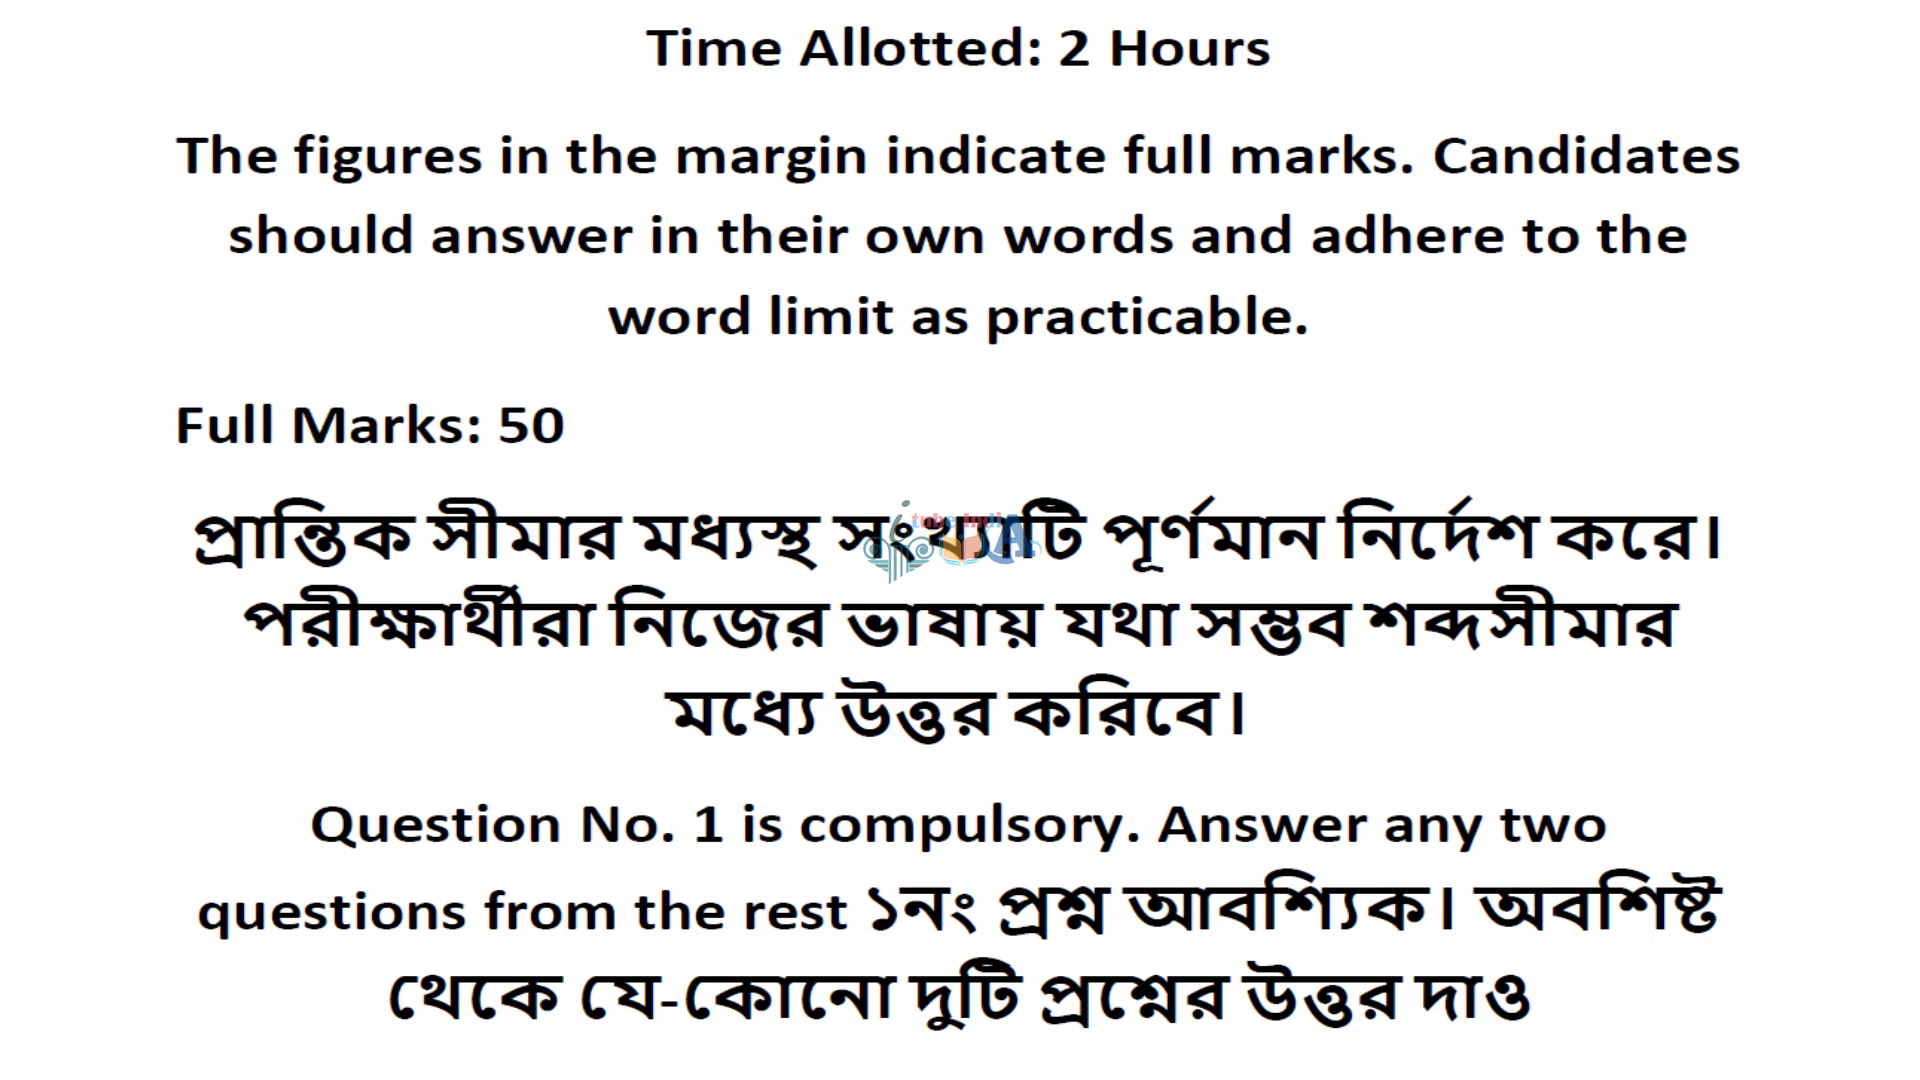 Time Allotted: 2 Hours
The figures in the margin indicate full marks. Candidates
should answer in their own words and adhere to the
word limit as practicable.
Full Marks: 50
প্রান্তিক সীমার মধ্যস্থ সংখ্যাটি পূর্ণমান নির্দেশ করে।
পরীক্ষার্থীরা নিজের ভাষায় যথা সম্ভব শব্দসীমার
মধ্যে উত্তর করিবে।
Question No. 1 is compulsory. Answer any two
questions from the rest ১নং প্রশ্ন আবশ্যিক। অবশিষ্ট
থেকে যে-কোনো দুটি প্রশ্নের উত্তর দাও